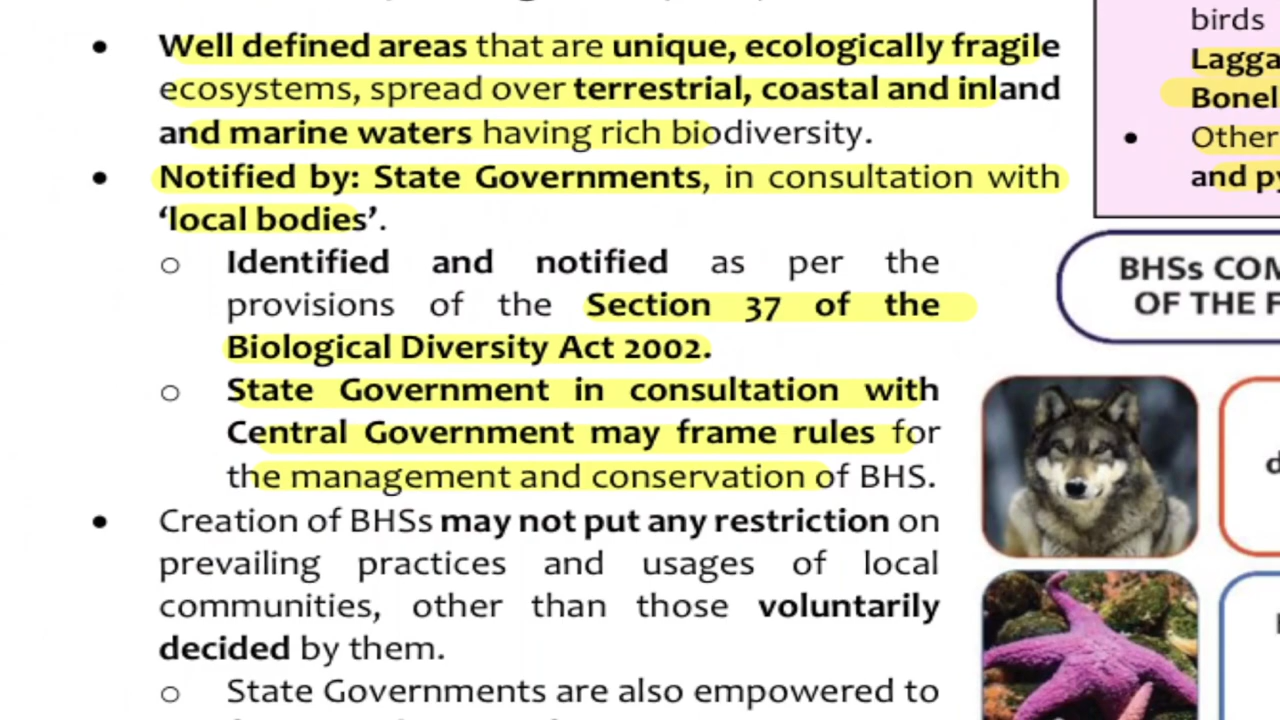 • Well defined areas that are unique, ecologically fragile
ecosystems, spread over terrestrial, coastal and inland
and marine waters having rich biodiversity.
• Notified by: State Governments, in consultation with
‘local bodies’.
○ Identified and notified as per the
provisions of the Section 37 of the
Biological Diversity Act 2002.
○ State Government in consultation with
Central Government may frame rules for
the management and conservation of BHS.
• Creation of BHSs may not put any restriction on
prevailing practices and usages of local
communities, other than those voluntarily
decided by them.
○ State Governments are also empowered to
birds
Lagga
Bonel
• Other
and py
BHSs COM
OF THE F